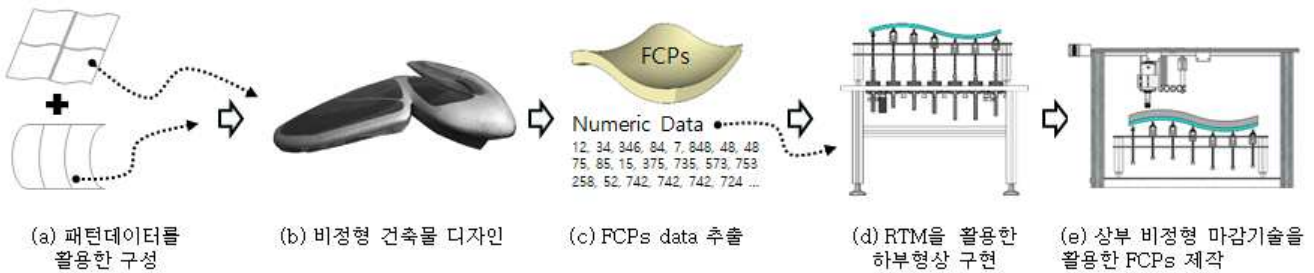 FCPs
Numeric Data
12, 34, 346, 84, 7, 848, 48, 48
75, 85, 15, 375, 735, 573, 753
258, 52, 742, 742, 742, 724 ...
(a) 패턴데이터를
활용한 구성
(b) 비정형 건축물 디자인
(c) FCPs data 추출
(d) RTM을 활용한
하부형상 구현
(e) 상부 비정형 마감기술을
활용한 FCPs 제작